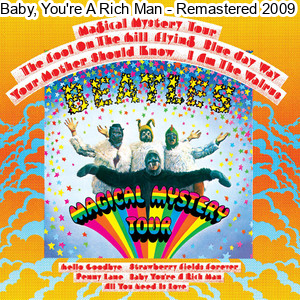 Baby, You're A Rich Man - Remastered 2009
Magical Mystery Tour
The Fool On The Hill Flying Blue Jay Way
Your Mother Should Know I Am The Walrus
BEATLES
MAGICAL MYSTERY
TOUR
Hello Goodbye Strawberry Fields Forever
Penny Lane Baby You're A Rich Man
All You Need Is Love